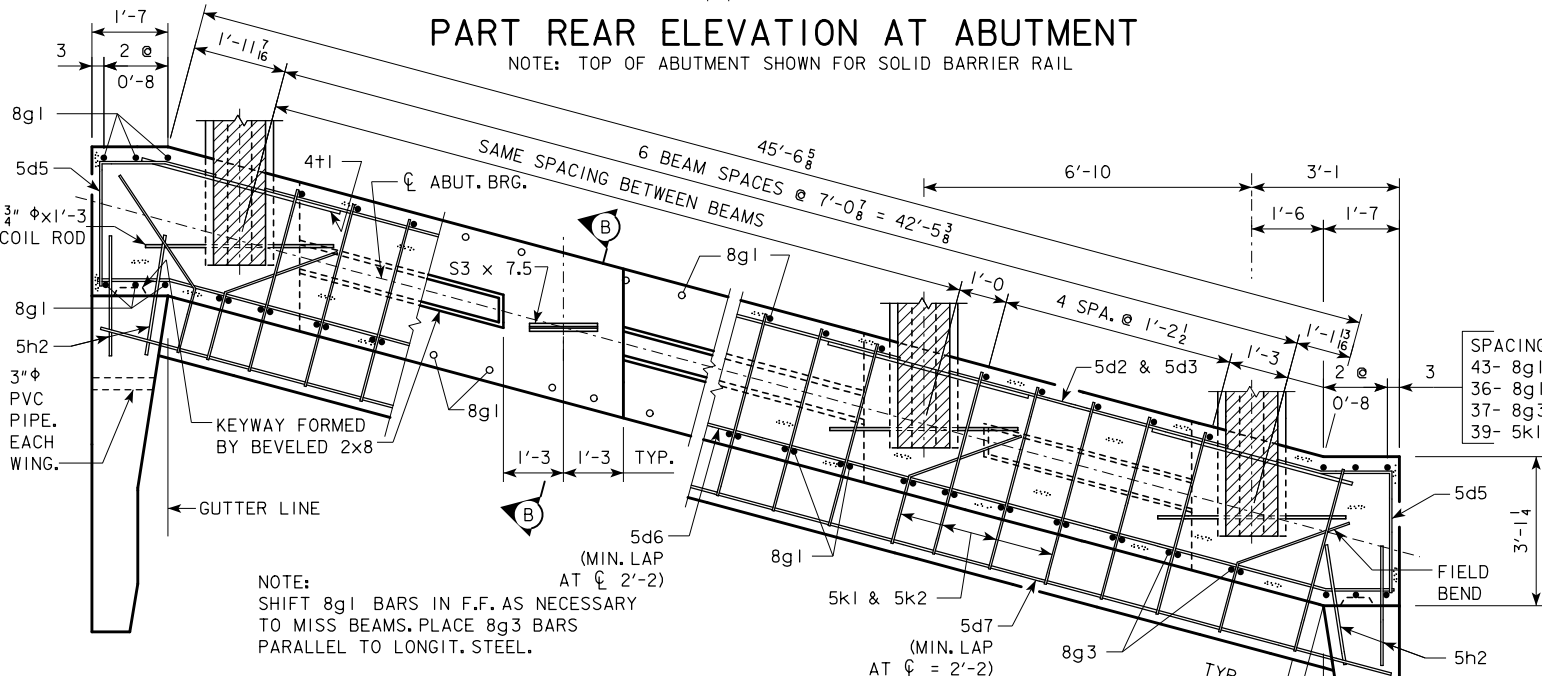 PART REAR ELEVATION AT ABUTMENT
NOTE: TOP OF ABUTMENT SHOWN FOR SOLID BARRIER RAIL
1'-7
3
2 @
0'-8
1'-11 7/16
45'-6 5/8
6 BEAM SPACES @ 7'-0 7/8 = 42'-5 3/8
SAME SPACING BETWEEN BEAMS
6'-10
3'-1
1'-6
1'-7
8g1
5d5
3/4" Φx1'-3
COIL ROD
4t1
℄ ABUT. BRG.
B
S3 x 7.5
8g1
1'-0
4 SPA. @ 1'-2 1/2
1'-3
1'-1 13/16
2 @
0'-8
3
SPACING
43- 8g1
36- 8g1
37- 8g3
39- 5k1
8g1
5h2
3"Φ
PVC
PIPE.
EACH
WING.
KEYWAY FORMED
BY BEVELED 2x8
8g1
1'-3
1'-3
TYP.
5d2 & 5d3
GUTTER LINE
B
5d6
(MIN. LAP
AT ℄ 2'-2)
8g1
5k1 & 5k2
5d7
(MIN. LAP
AT ℄ = 2'-2)
8g3
5d5
3'-1 1/4
FIELD
BEND
5h2
TYP
NOTE:
SHIFT 8g1 BARS IN F.F. AS NECESSARY
TO MISS BEAMS. PLACE 8g3 BARS
PARALLEL TO LONGIT. STEEL.